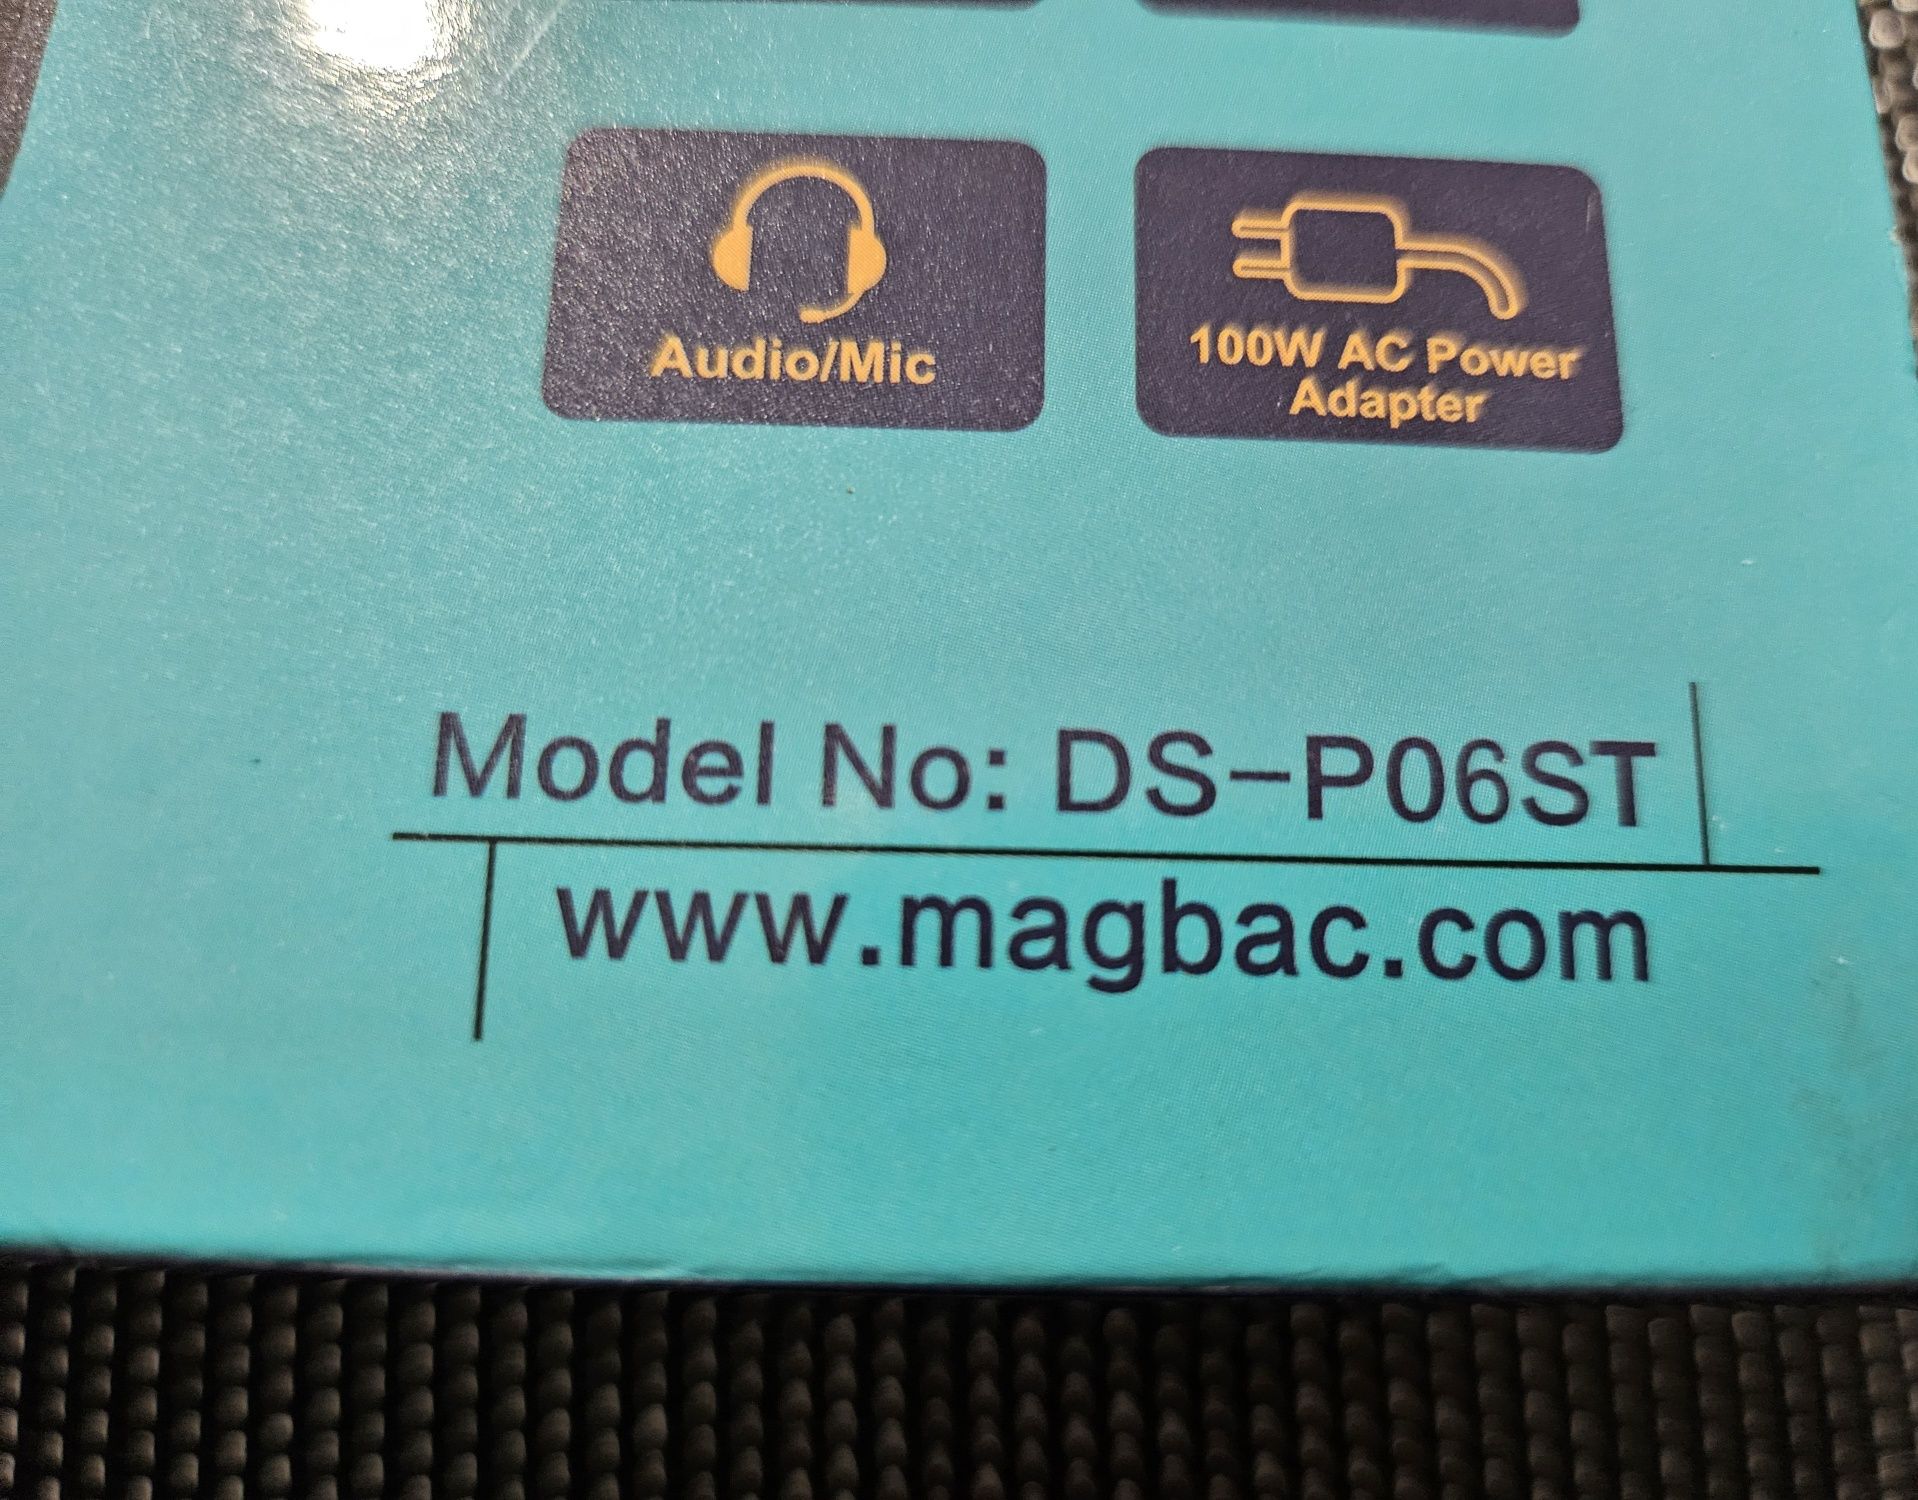 Audio/Mic
100W AC Power
Adapter
Model No: DS-P06ST
www.magbac.com